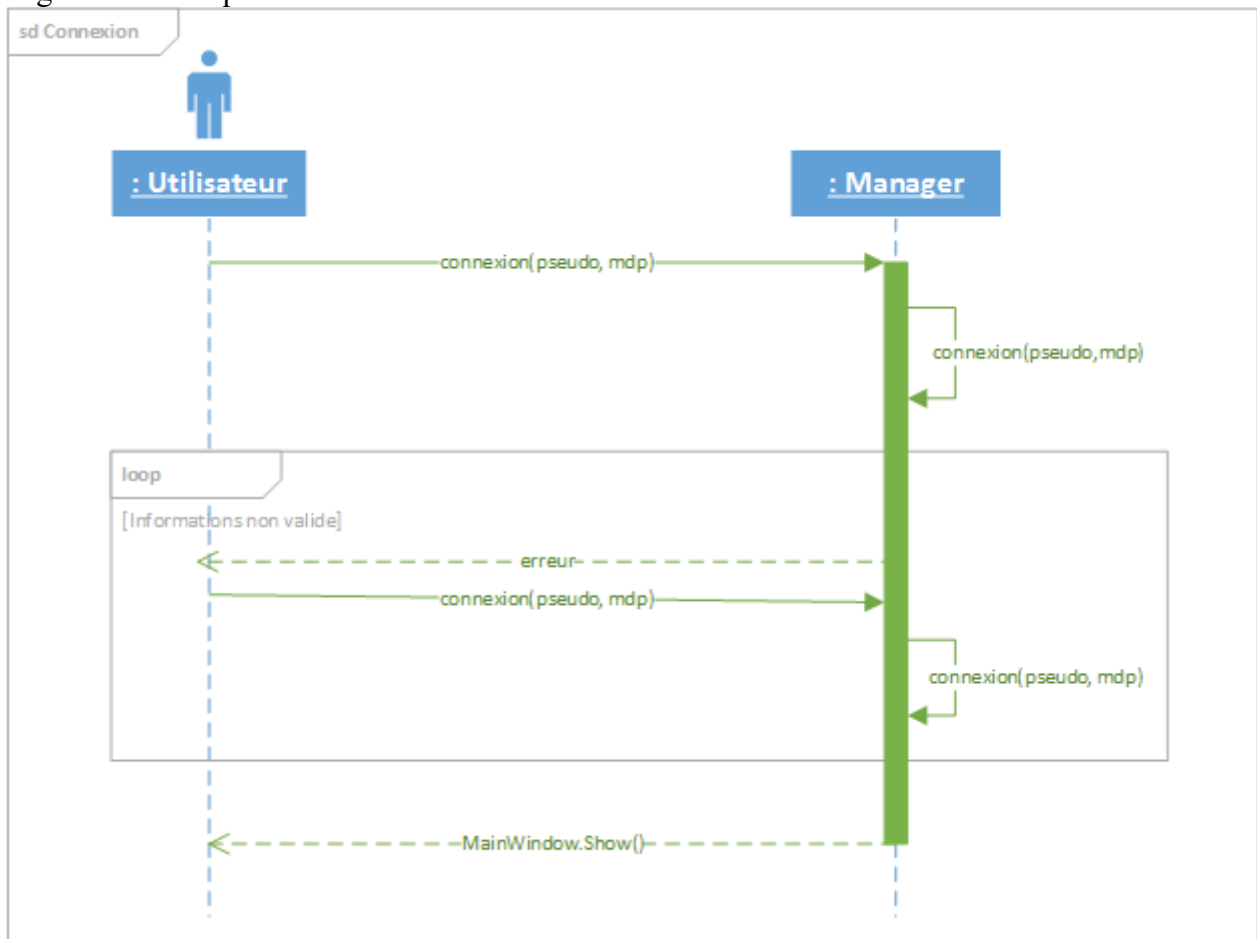 sd Connexion
: Utilisateur
: Manager
connexion(pseudo, mdp)
connexion(pseudo,mdp)
loop
[Informations non valide]
erreur
connexion(pseudo, mdp)
connexion(pseudo, mdp)
MainWindow.Show()